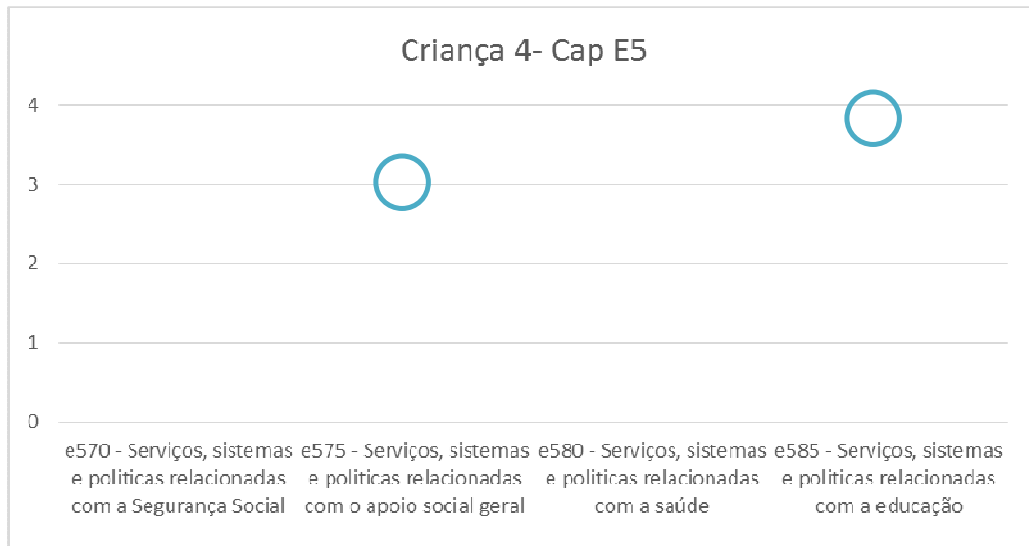 Criança 4- Cap E5
4
3
2
1
0
e570 - Serviços, sistemas
e politicas relacionadas
com a Segurança Social
e575 - Serviços, sistemas
e politicas relacionadas
com o apoio social geral
e580 - Serviços, sistemas
e politicas relacionadas
com a saúde
e585 - Serviços, sistemas
e politicas relacionadas
com a educação